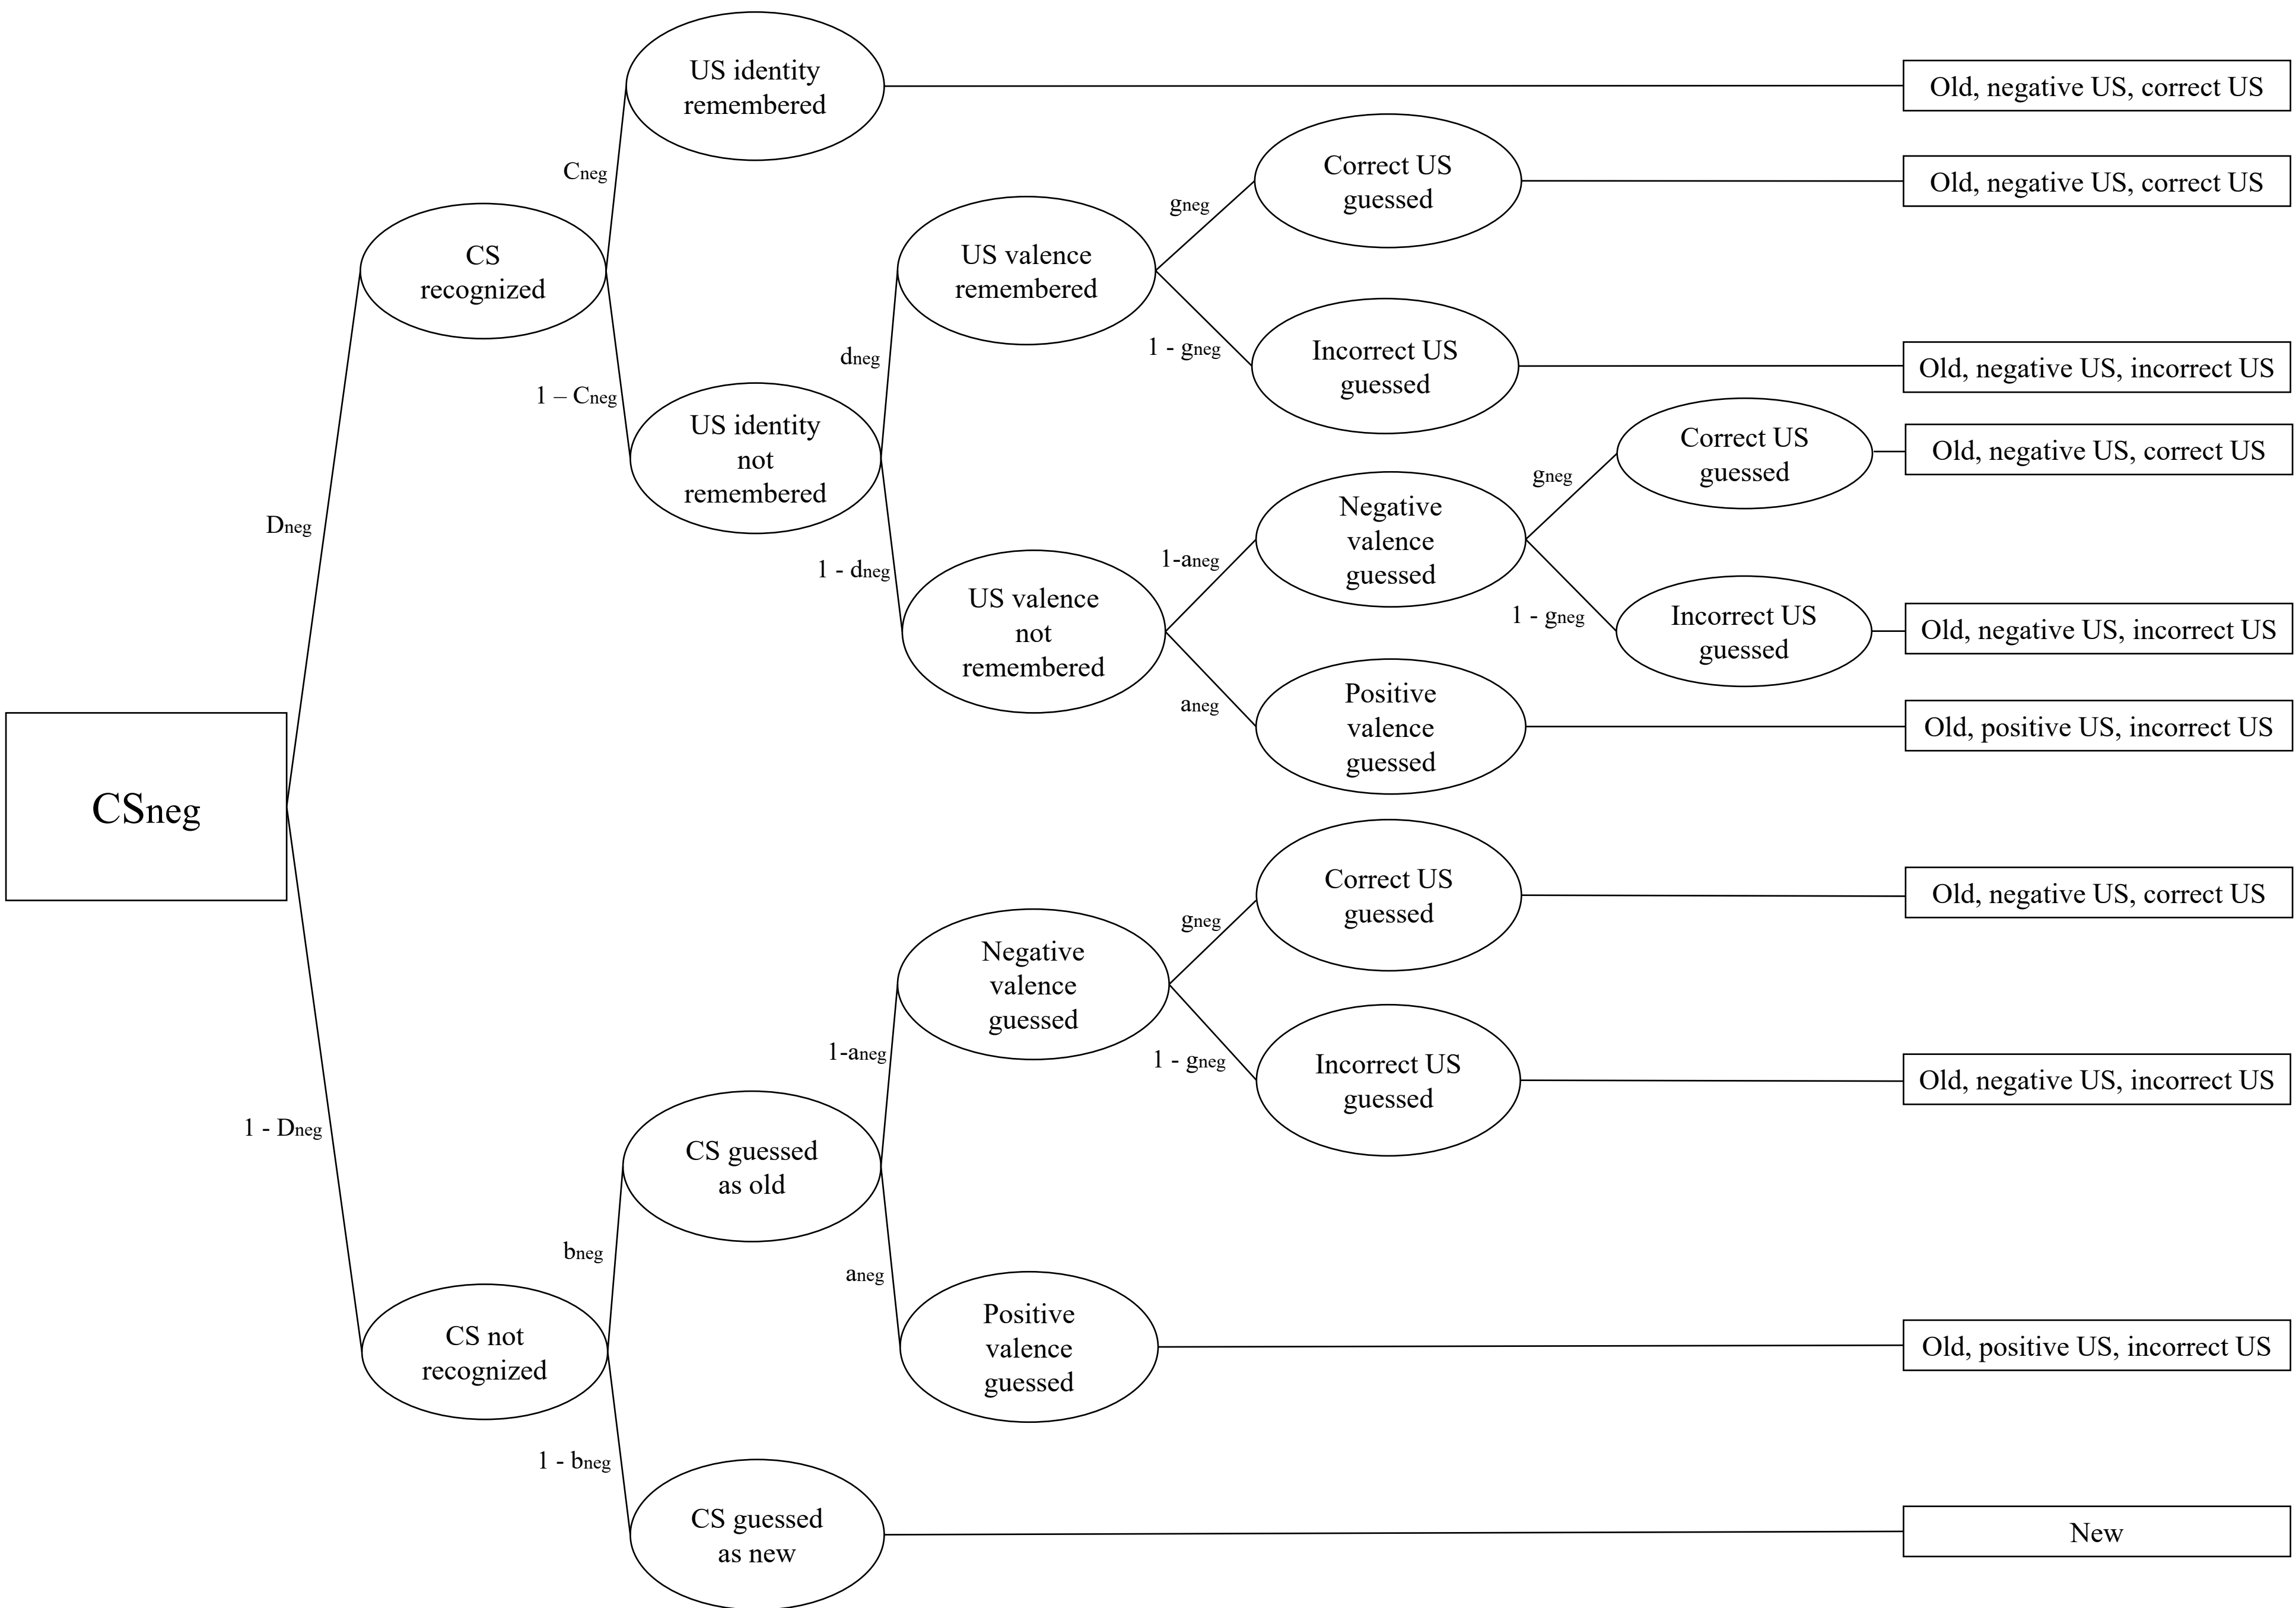 US identity
remembered
Old, negative US, correct US
Cneg
Correct US
guessed
Old, negative US, correct US
gneg
CS
recognized
US valence
remembered
1 - gneg
Incorrect US
guessed
Old, negative US, incorrect US
dneg
1 – Cneg
US identity
not
remembered
Correct US
guessed
Old, negative US, correct US
gneg
Negative
valence
guessed
1-aneg
Dneg
1 - dneg
US valence
not
remembered
1 - gneg
Incorrect US
guessed
Old, negative US, incorrect US
aneg
Positive
valence
guessed
Old, positive US, incorrect US
CSneg
Correct US
guessed
Old, negative US, correct US
gneg
Negative
valence
guessed
1-aneg
1 - gneg
Incorrect US
guessed
Old, negative US, incorrect US
1 - Dneg
CS guessed
as old
bneg
aneg
Positive
valence
guessed
Old, positive US, incorrect US
CS not
recognized
1 - bneg
CS guessed
as new
New